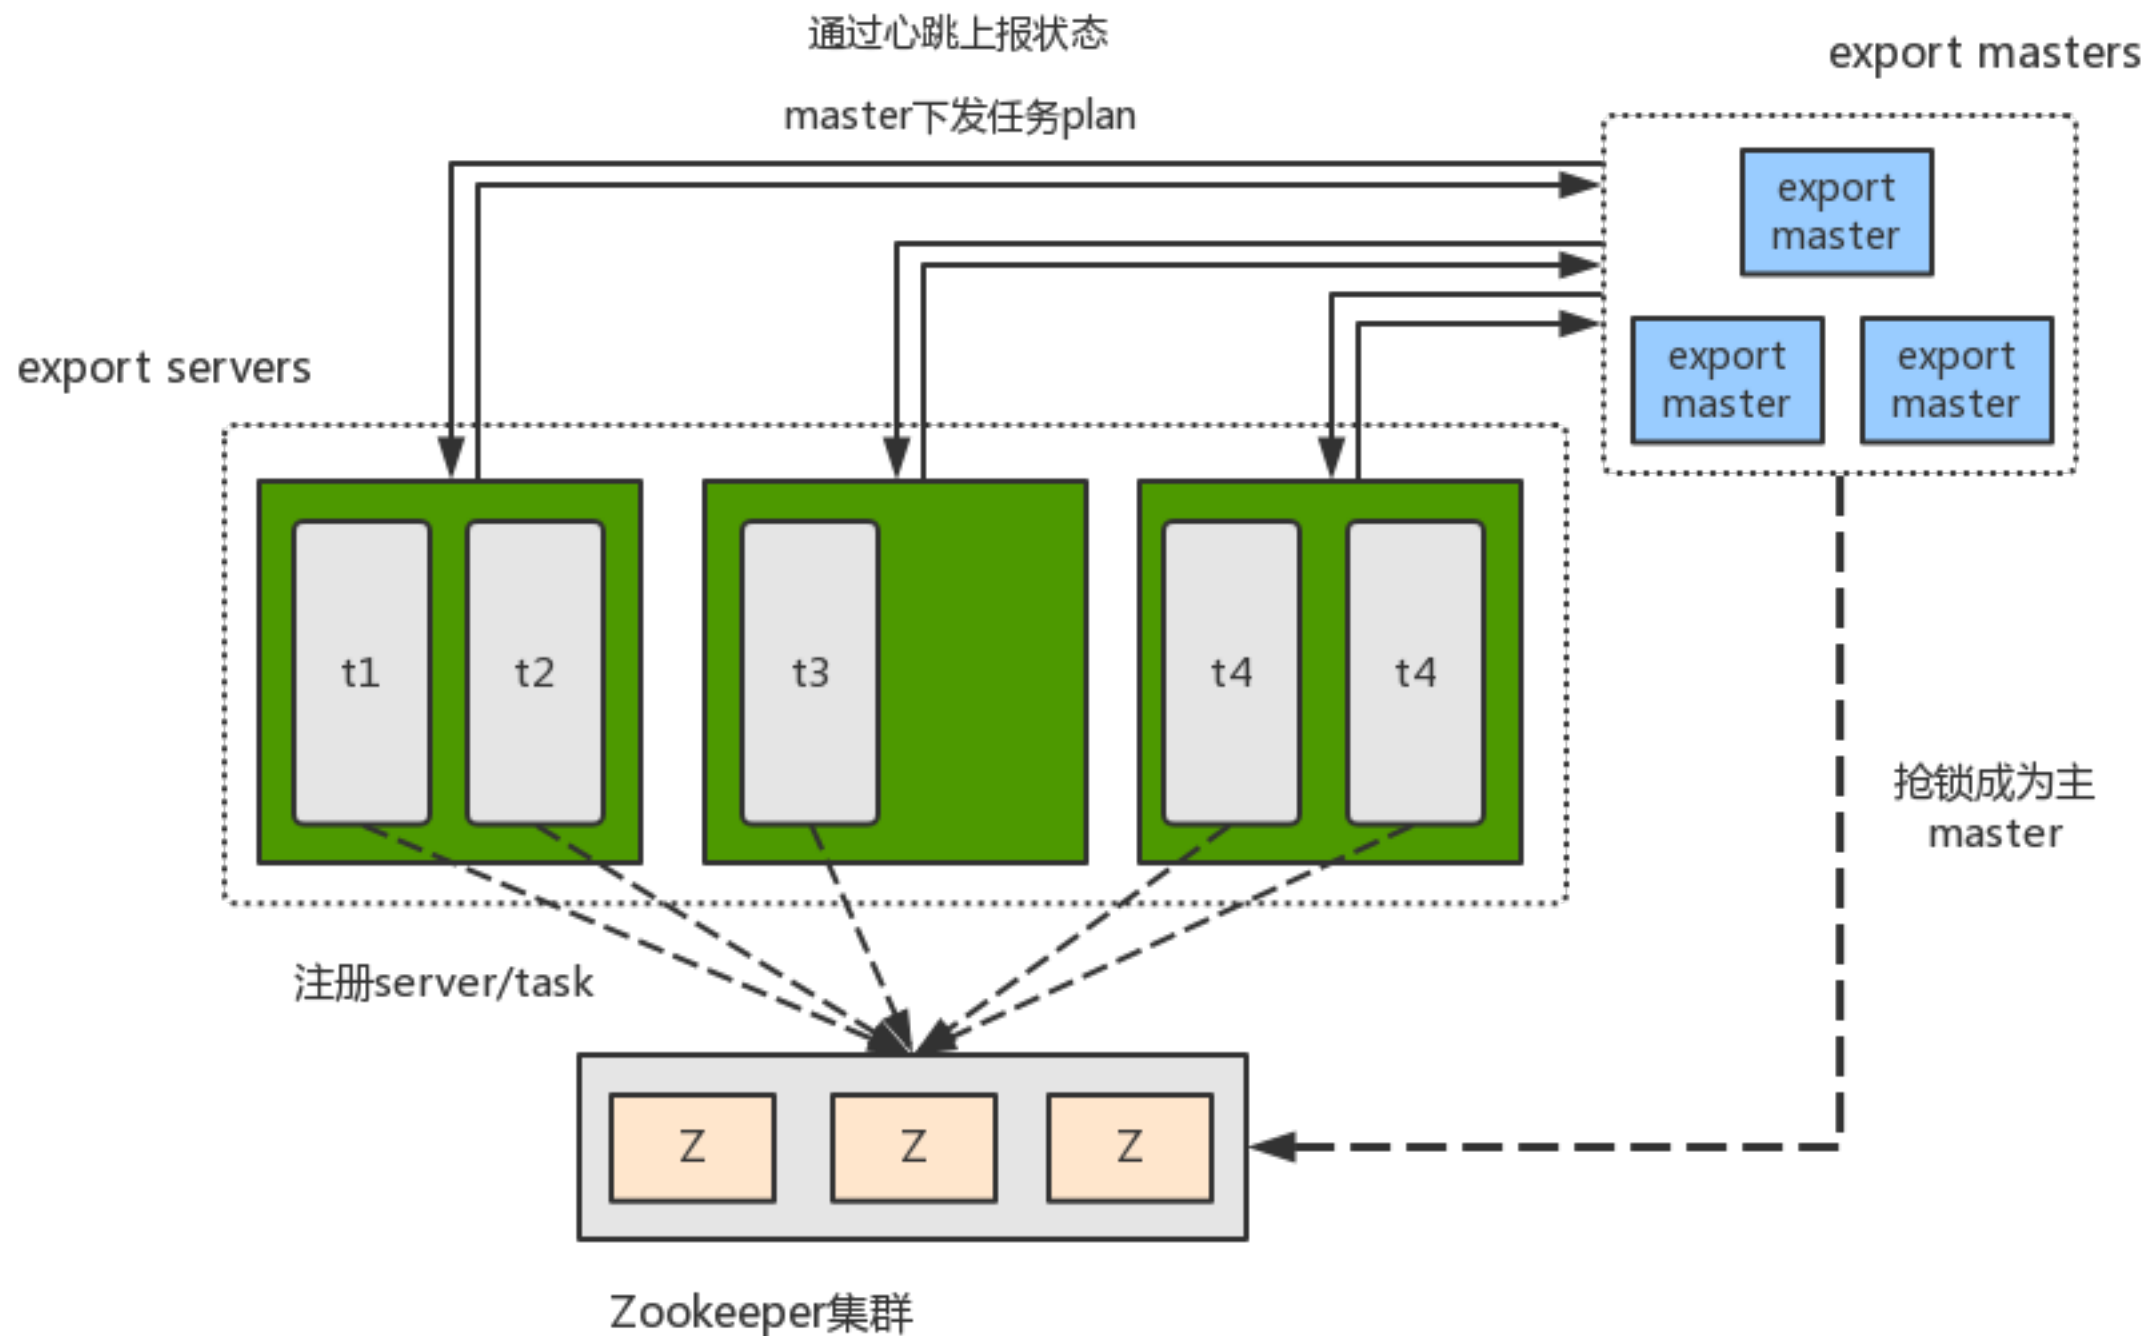 通过心跳上报状态
master下发任务plan
export masters
export
master
export
master
export
master
export servers
t1
t2
t3
t4
t4
抢锁成为主
master
注册server/task
Z
Z
Z
Zookeeper集群